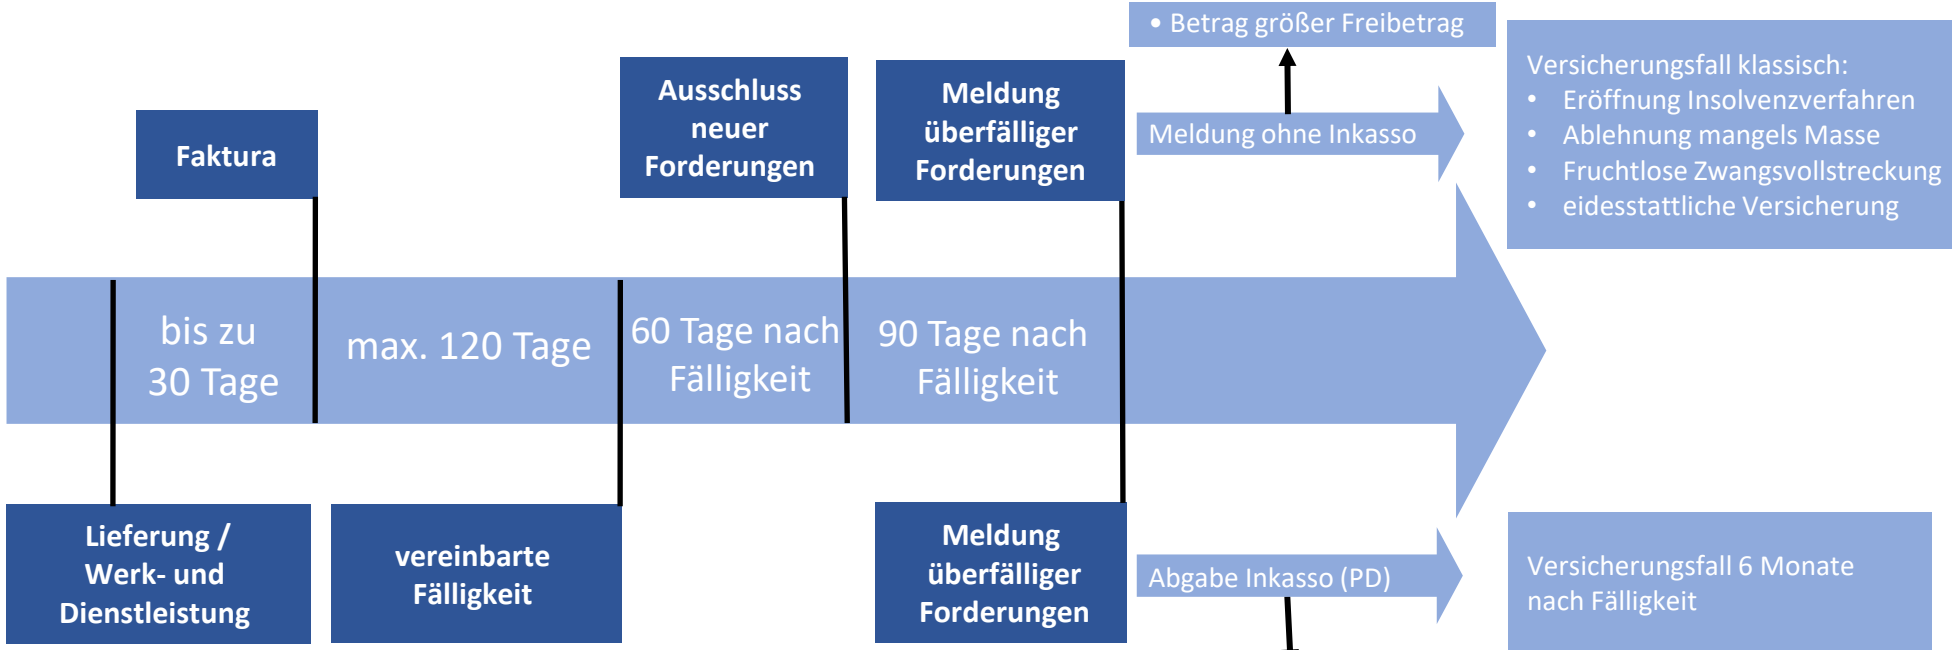 • Betrag größer Freibetrag
Faktura
Ausschluss
neuer
Forderungen
Meldung
überfälliger
Forderungen
Meldung ohne Inkasso
Versicherungsfall klassisch:
• Eröffnung Insolvenzverfahren
• Ablehnung mangels Masse
• Fruchtlose Zwangsvollstreckung
• eidesstattliche Versicherung
bis zu
30 Tage
max. 120 Tage
60 Tage nach
Fälligkeit
90 Tage nach
Fälligkeit
Lieferung /
Werk- und
Dienstleistung
vereinbarte
Fälligkeit
Meldung
überfälliger
Forderungen
Abgabe Inkasso (PD)
Versicherungsfall 6 Monate
nach Fälligkeit